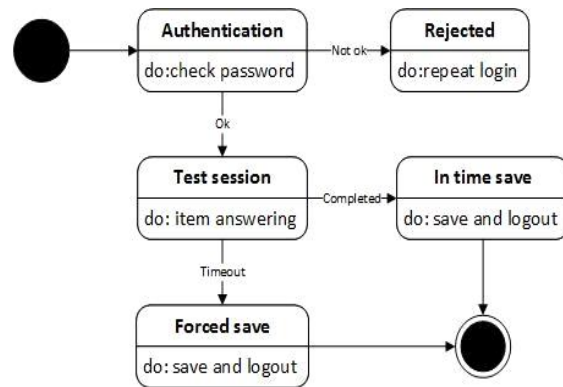 Authentication
do:check password
Not ok
Rejected
do:repeat login
Ok
Test session
do: item answering
Completed
In time save
do: save and logout
Timeout
Forced save
do: save and logout